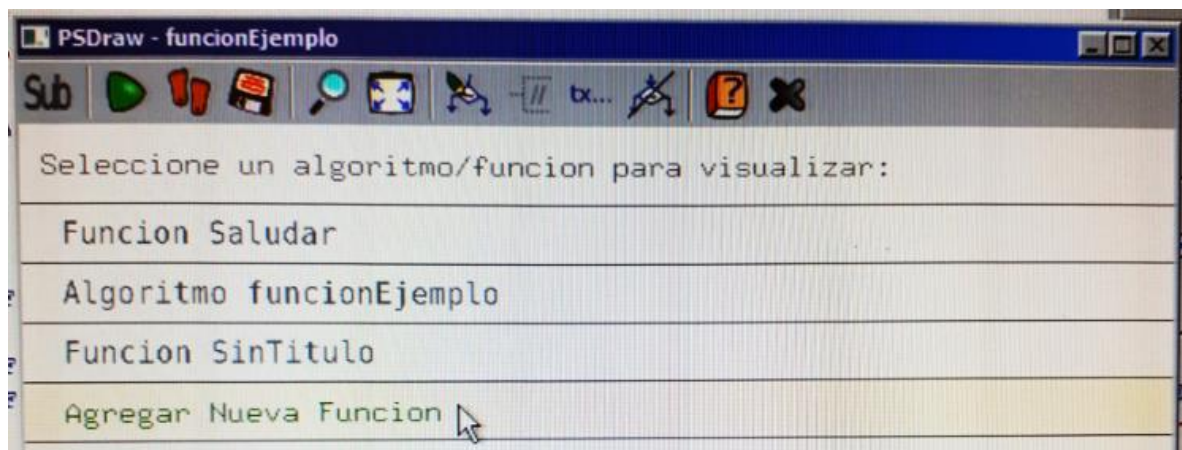 PSDraw - funcionEjemplo
Sub tx...
Seleccione un algoritmo/funcion para visualizar:
Funcion Saludar
Algoritmo funcionEjemplo
Funcion SinTitulo
Agregar Nueva Funcion